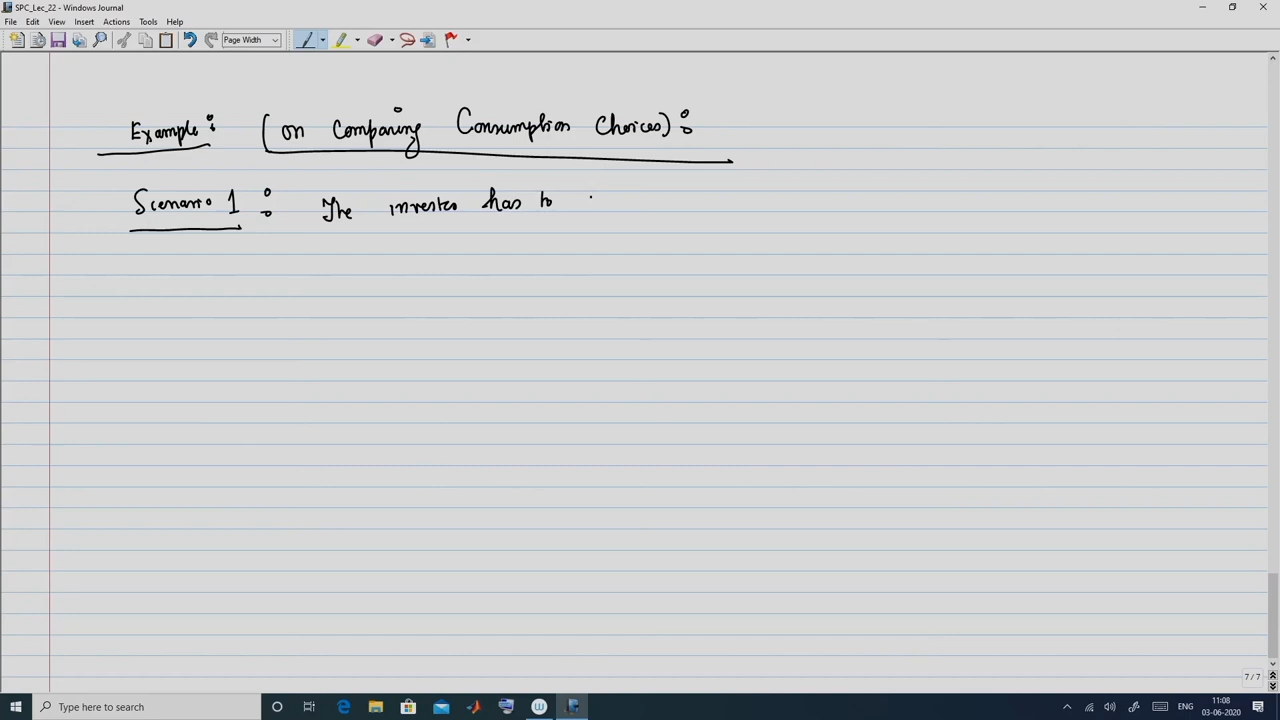 SPC_Lec_22 - Windows Journal
File Edit View Insert Actions Tools Help
Page Width
Example: (on Comparing Consumption Choices):
Scenario 1: The investor has to
7 / 7
Type here to search
ENG
11:08
03-06-2020